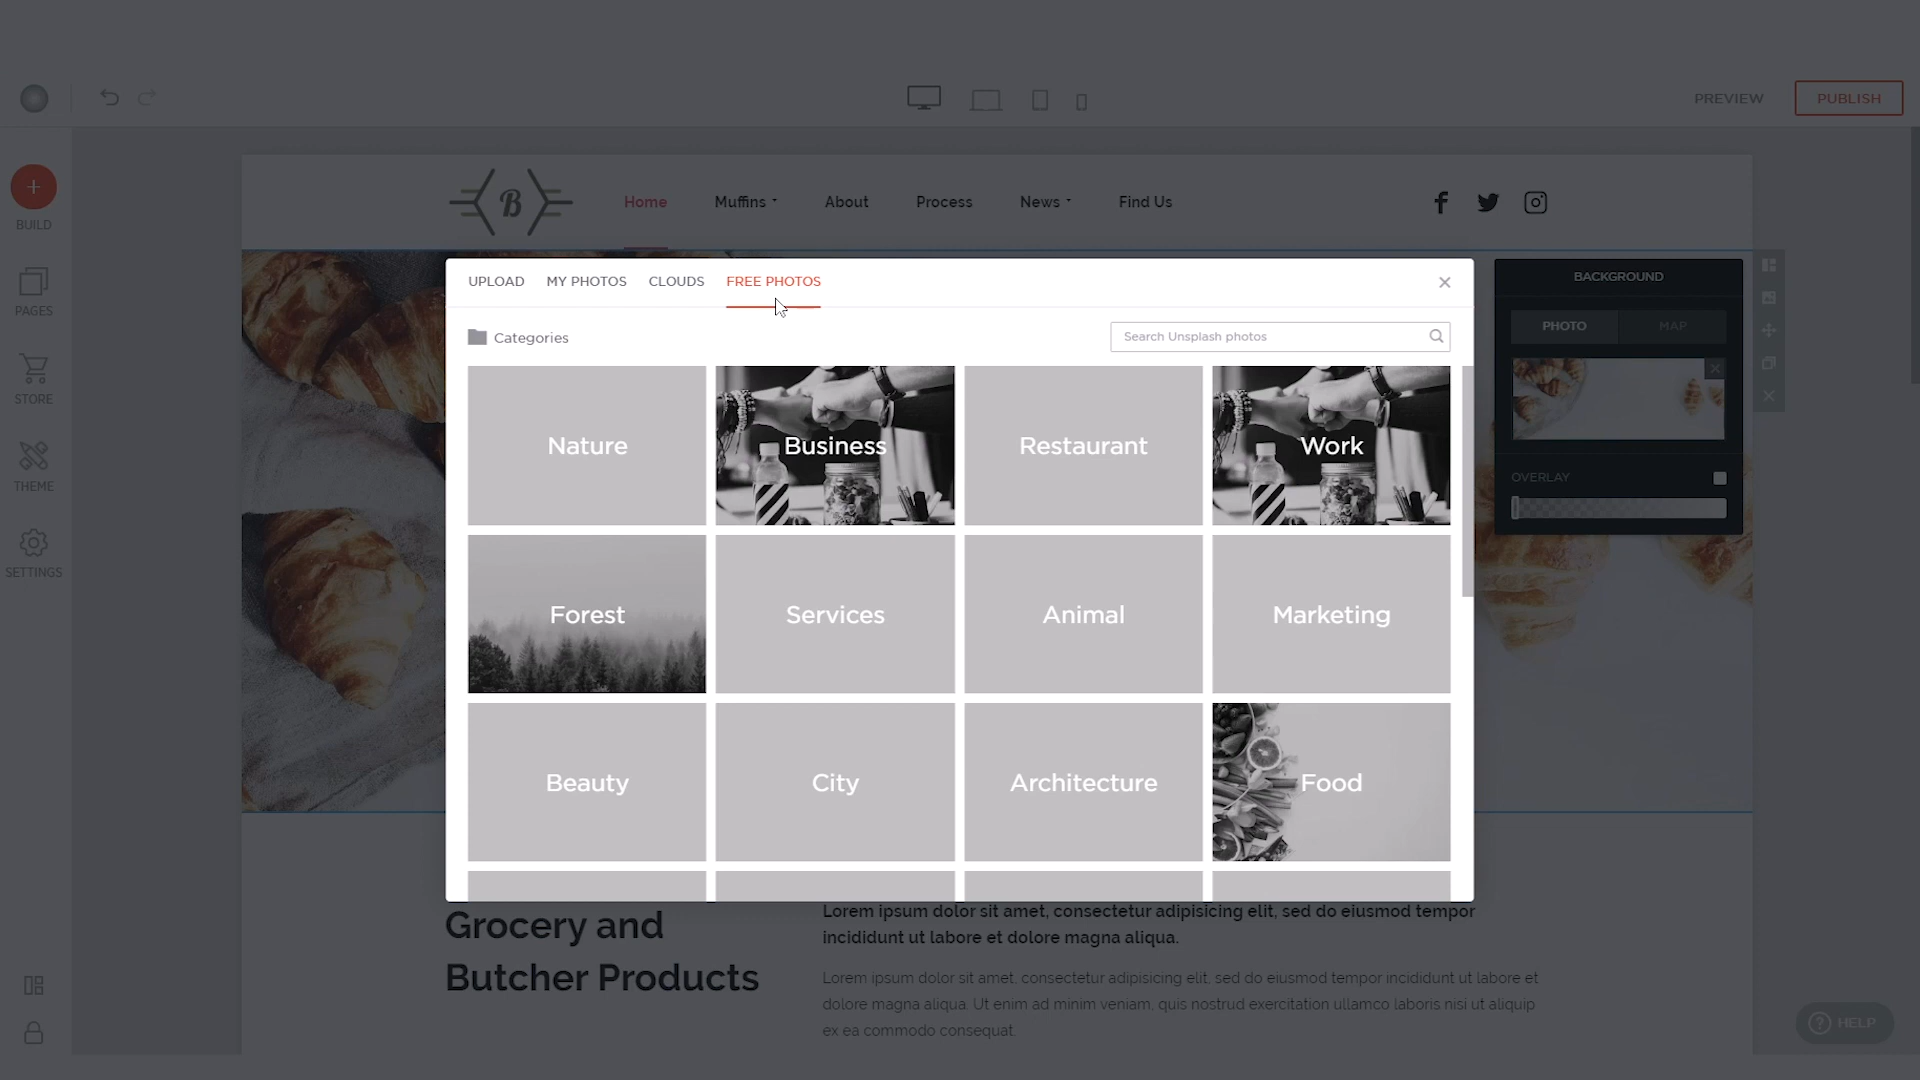 PREVIEW
PUBLISH
BUILD
PAGES
STORE
THEME
SETTINGS
B
Home
Muffins
About
Process
News
Find Us
UPLOAD
MY PHOTOS
CLOUDS
FREE PHOTOS
Categories
Search Unsplash photos
Nature
Business
Restaurant
Work
Forest
Services
Animal
Marketing
Beauty
City
Architecture
Food
BACKGROUND
PHOTO
MAP
OVERLAY
Grocery and
Butcher Products
Lorem ipsum dolor sit amet, consectetur adipisicing elit, sed do eiusmod tempor
incididunt ut labore et dolore magna aliqua.
Lorem ipsum dolor sit amet, consectetur adipisicing elit, sed do eiusmod tempor incididunt ut labore et
dolore magna aliqua. Ut enim ad minim veniam, quis nostrud exercitation ullamco laboris nisi ut aliquip
ex ea commodo consequat.
? HELP